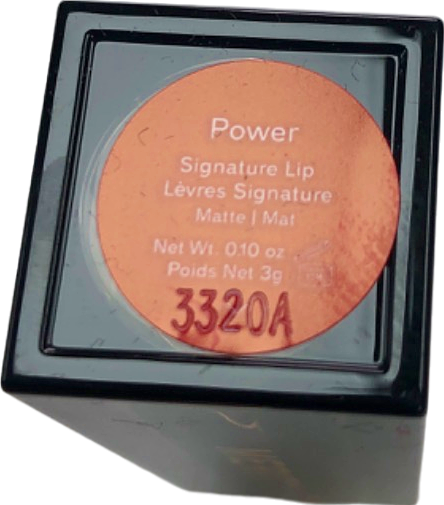 Power
Signature Lip
Lèvres Signature
Matte | Mat
Net Wt. 0.10 oz
Poids Net 3g
3320A